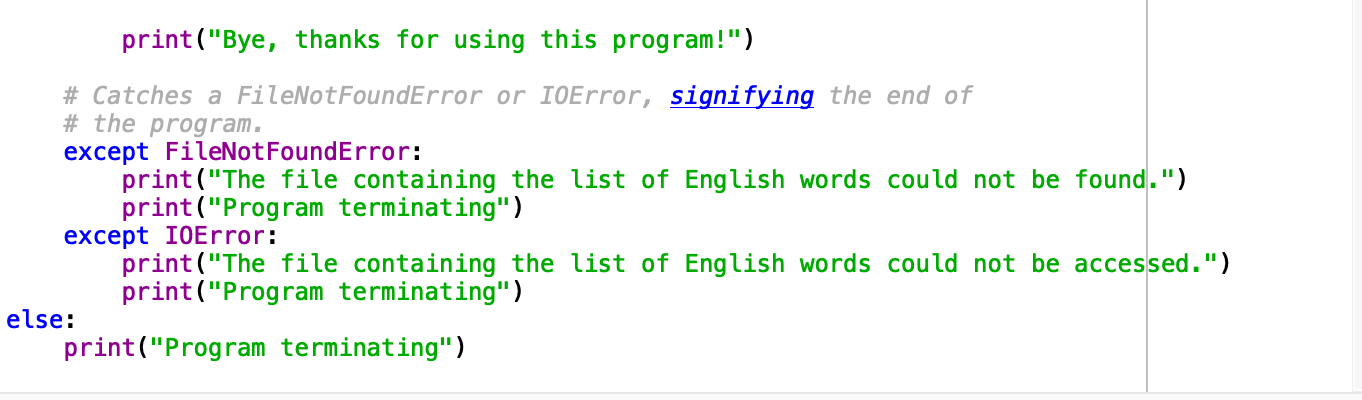 print("Bye, thanks for using this program!")

    # Catches a FileNotFoundError or IOError, signifying the end of
    # the program.
    except FileNotFoundError:
        print("The file containing the list of English words could not be found.")
        print("Program terminating")
    except IOError:
        print("The file containing the list of English words could not be accessed.")
        print("Program terminating")
else:
    print("Program terminating")